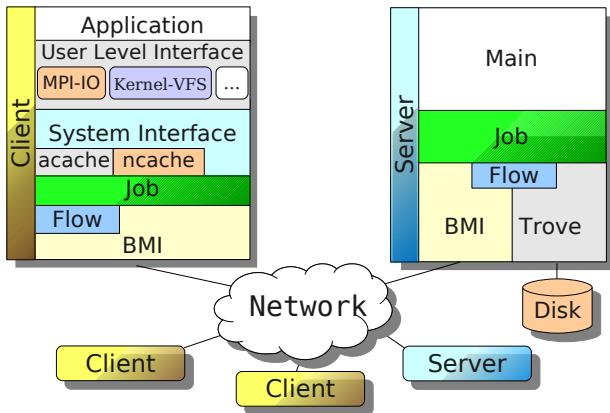 Client
Application
User Level Interface
MPI-IO
Kernel-VFS
...
System Interface
acache
ncache
Job
Flow
BMI
Server
Main
Job
Flow
BMI
Trove
Network
Disk
Client
Client
Server